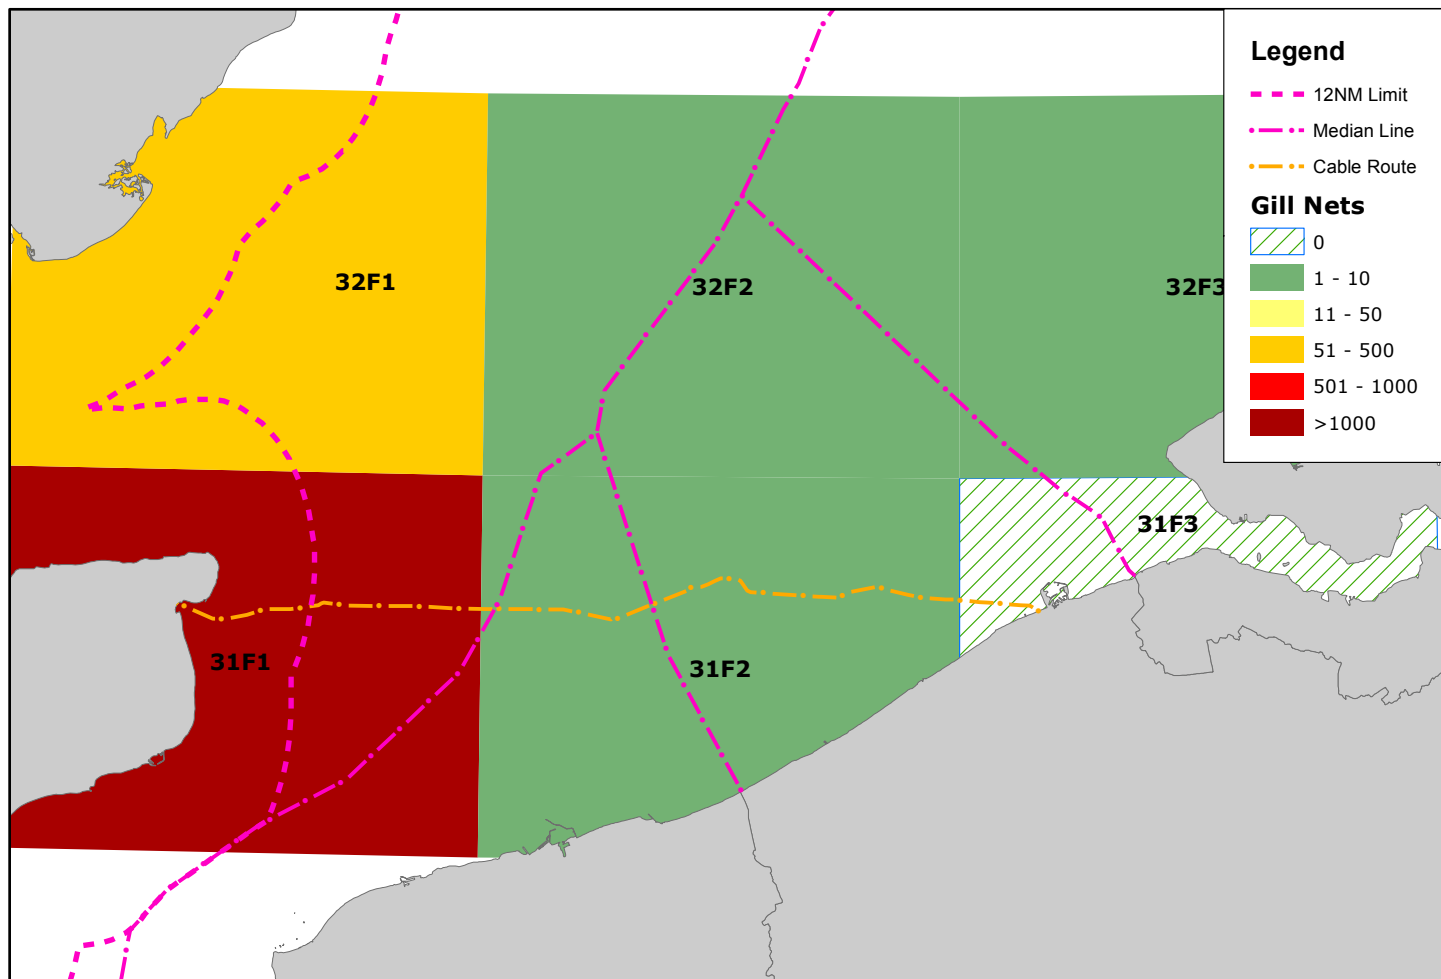 Legend
12NM Limit
Median Line
Cable Route
Gill Nets
0
1 - 10
11 - 50
51 - 500
501 - 1000
>1000
32F1
32F2
32F3
31F3
31F1
31F2